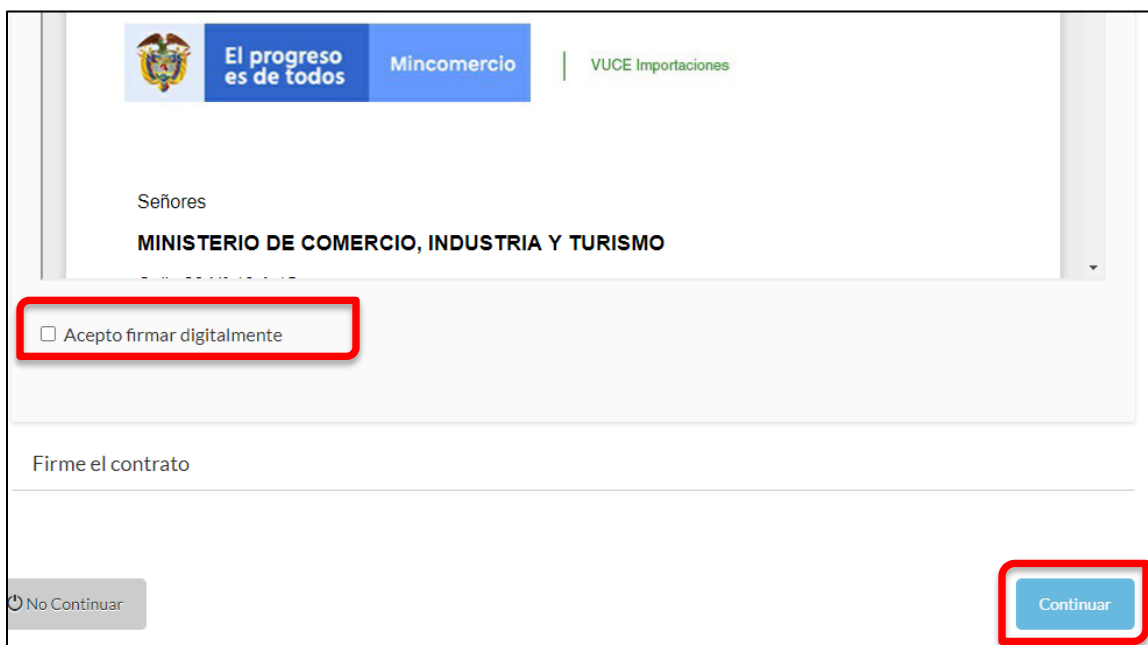 El progreso
es de todos
Mincomercio
VUCE Importaciones
Señores
MINISTERIO DE COMERCIO, INDUSTRIA Y TURISMO
Acepto firmar digitalmente
Firme el contrato
No Continuar
Continuar